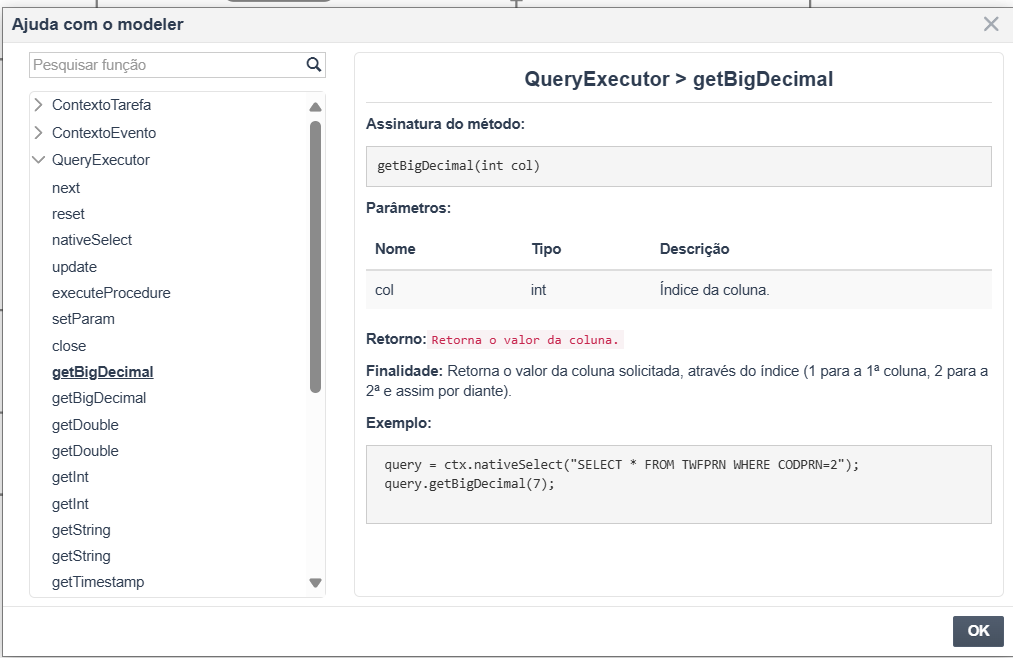 Ajuda com o modeler
Pesquisar função
ContextoTarefa
ContextoEvento
QueryExecutor
next
reset
nativeSelect
update
executeProcedure
setParam
close
getBigDecimal
getBigDecimal
getDouble
getDouble
getInt
getInt
getString
getString
getTimestamp
QueryExecutor > getBigDecimal
Assinatura do método:
getBigDecimal(int col)
Parâmetros:
Nome Tipo Descrição
col int Índice da coluna.
Retorno: Retorna o valor da coluna.
Finalidade: Retorna o valor da coluna solicitada, através do índice (1 para a 1ª coluna, 2 para a
2ª e assim por diante).
Exemplo:
query = ctx.nativeSelect("SELECT * FROM TWFPRN WHERE CODPRN=2");
query.getBigDecimal(7);
OK